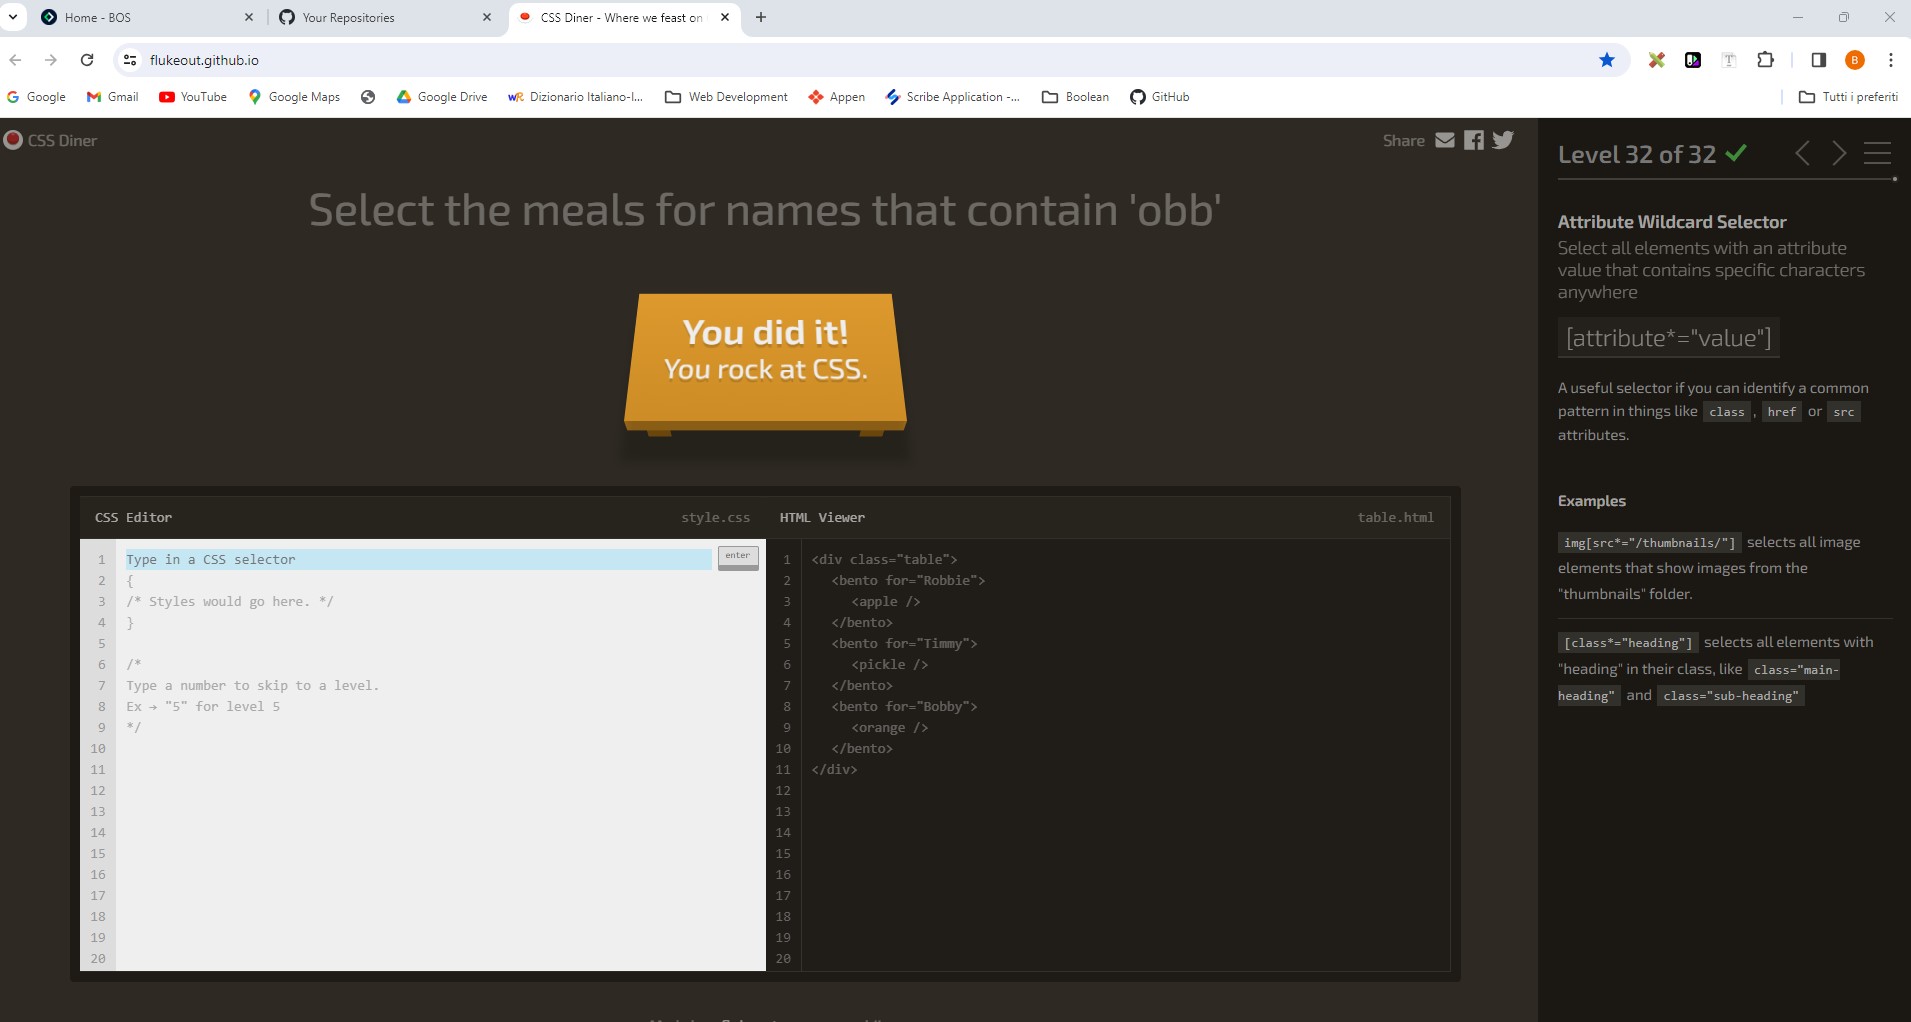 Home - BOS
Your Repositories
CSS Diner - Where we feast on
flukeout.github.io
B
Google
Gmail
YouTube
Google Maps
Google Drive
Dizionario Italiano-I...
Web Development
Appen
Scribe Application -...
Boolean
GitHub
Tutti i preferiti
CSS Diner
Share
Select the meals for names that contain 'obb'
You did it!
You rock at CSS.
CSS Editor
style.css
1 Type in a CSS selector
enter
2 {
3 /* Styles would go here. */
4 }
5
6 /*
7 Type a number to skip to a level.
8 Ex → "5" for level 5
9 */
10
11
12
13
14
15
16
17
18
19
20
HTML Viewer
table.html
1 <div class="table">
2 <bento for="Robbie">
3 <apple />
4 </bento>
5 <bento for="Timmy">
6 <pickle />
7 </bento>
8 <bento for="Bobby">
9 <orange />
10 </bento>
11 </div>
12
13
14
15
16
17
18
19
20
Level 32 of 32
Attribute Wildcard Selector
Select all elements with an attribute
value that contains specific characters
anywhere
[attribute*="value"]
A useful selector if you can identify a common
pattern in things like class , href or src
attributes.
Examples
img[src*="/thumbnails/"] selects all image
elements that show images from the
"thumbnails" folder.
[class*="heading"] selects all elements with
"heading" in their class, like class="main-
heading" and class="sub-heading"